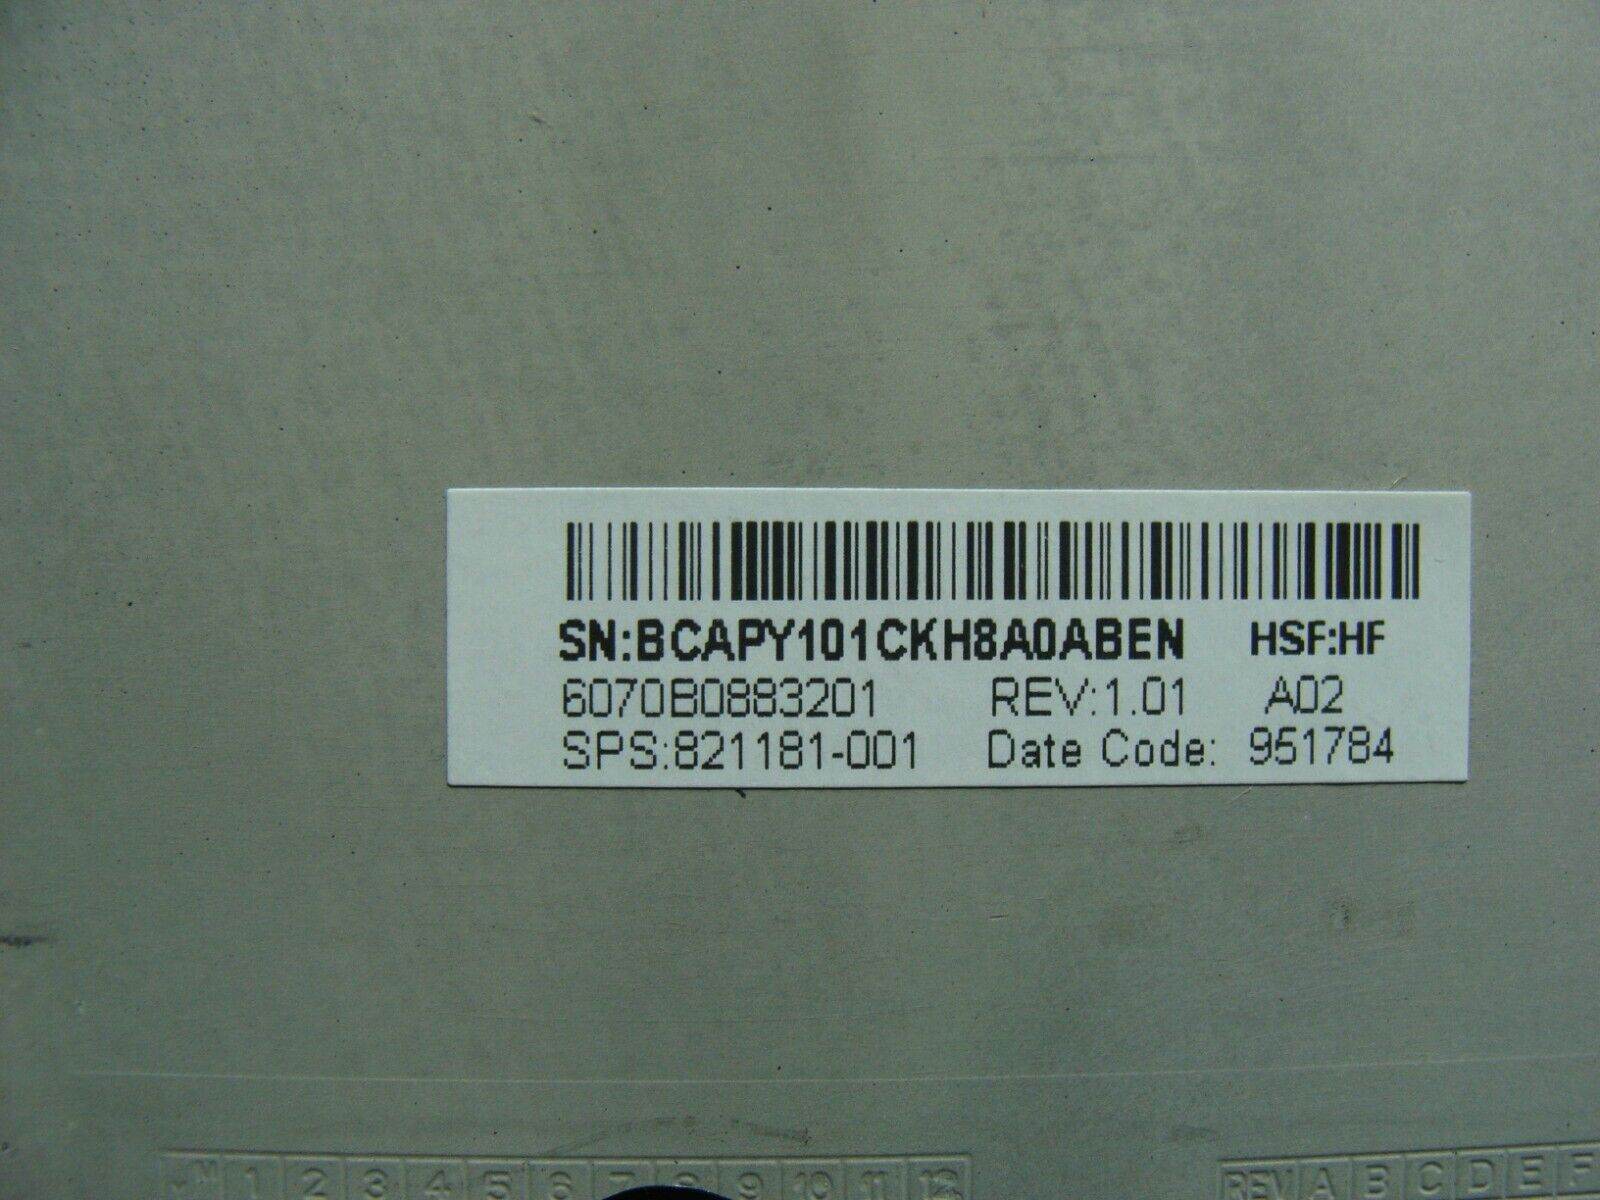 SN:BCAPY101CKH8A0ABEN HSF:HF
6070B0883201 REV:1.01 A02
SPS:821181-001 Date Code: 951784
M 1 2 3 4 5 6 7 8 9 10 11 12
REV A B C D E F